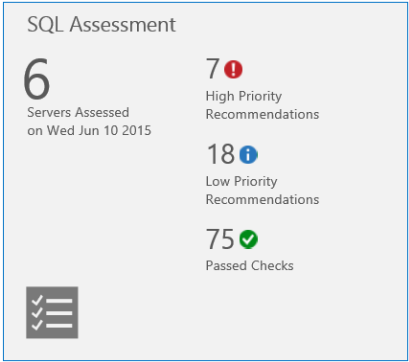 SQL Assessment
6
Servers Assessed
on Wed Jun 10 2015
7
High Priority
Recommendations
18
Low Priority
Recommendations
75
Passed Checks